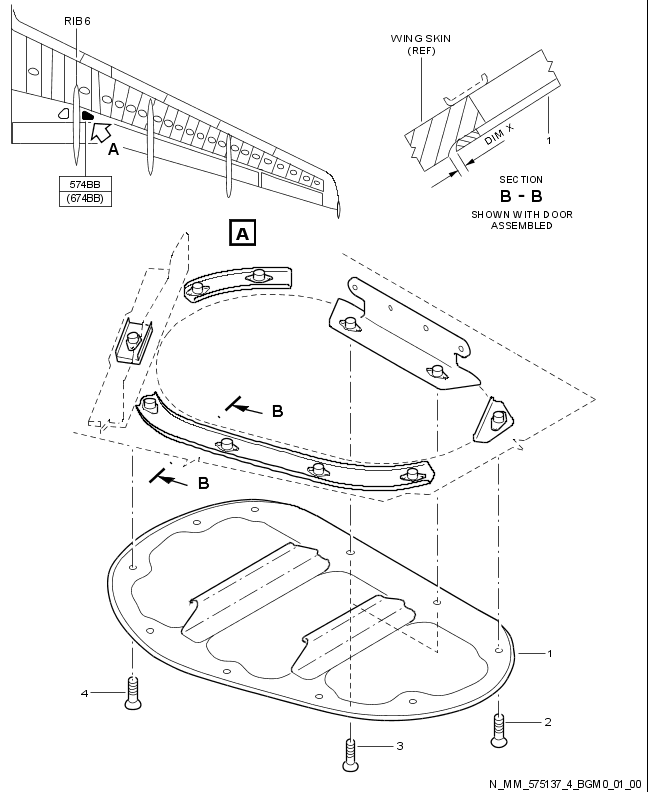 RIB 6
A
574BB
(674BB)
WING SKIN
(REF)
DIM X
1
SECTION
B - B
SHOWN WITH DOOR
ASSEMBLED
A
B
B
1
4
2
3
N_MM_575137_4_BGM0_01_00